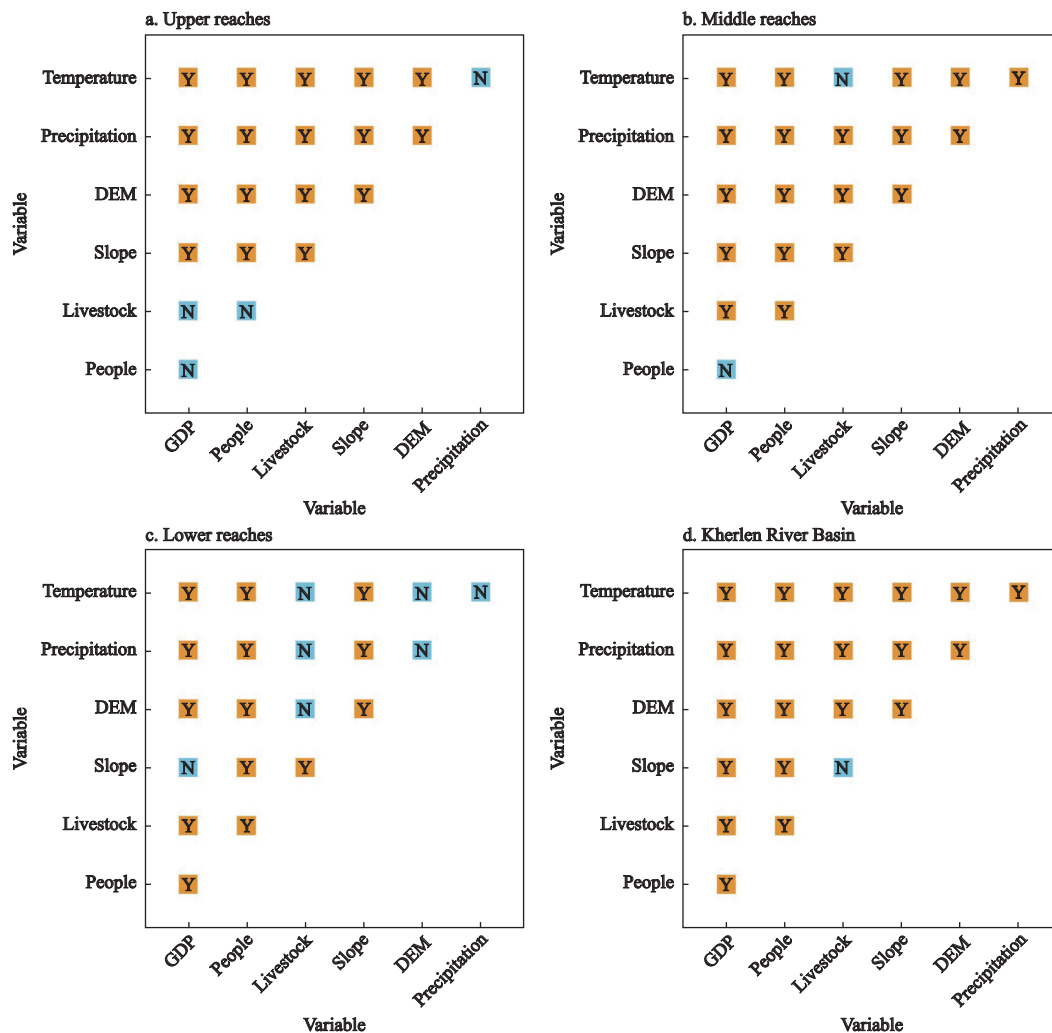 a. Upper reaches
Variable
Temperature Y Y Y Y Y N
Precipitation Y Y Y Y Y
DEM Y Y Y Y
Slope Y Y Y
Livestock N N
People N
GDP People Livestock Slope DEM Precipitation
Variable
b. Middle reaches
Variable
Temperature Y Y N Y Y Y
Precipitation Y Y Y Y Y
DEM Y Y Y Y
Slope Y Y Y
Livestock Y Y
People N
GDP People Livestock Slope DEM Precipitation
Variable
c. Lower reaches
Variable
Temperature Y Y N Y N N
Precipitation Y Y N Y N
DEM Y Y N Y
Slope N Y Y
Livestock Y Y
People Y
GDP People Livestock Slope DEM Precipitation
Variable
d. Kherlen River Basin
Variable
Temperature Y Y Y Y Y Y
Precipitation Y Y Y Y Y
DEM Y Y Y Y
Slope Y Y N
Livestock Y Y
People Y
GDP People Livestock Slope DEM Precipitation
Variable